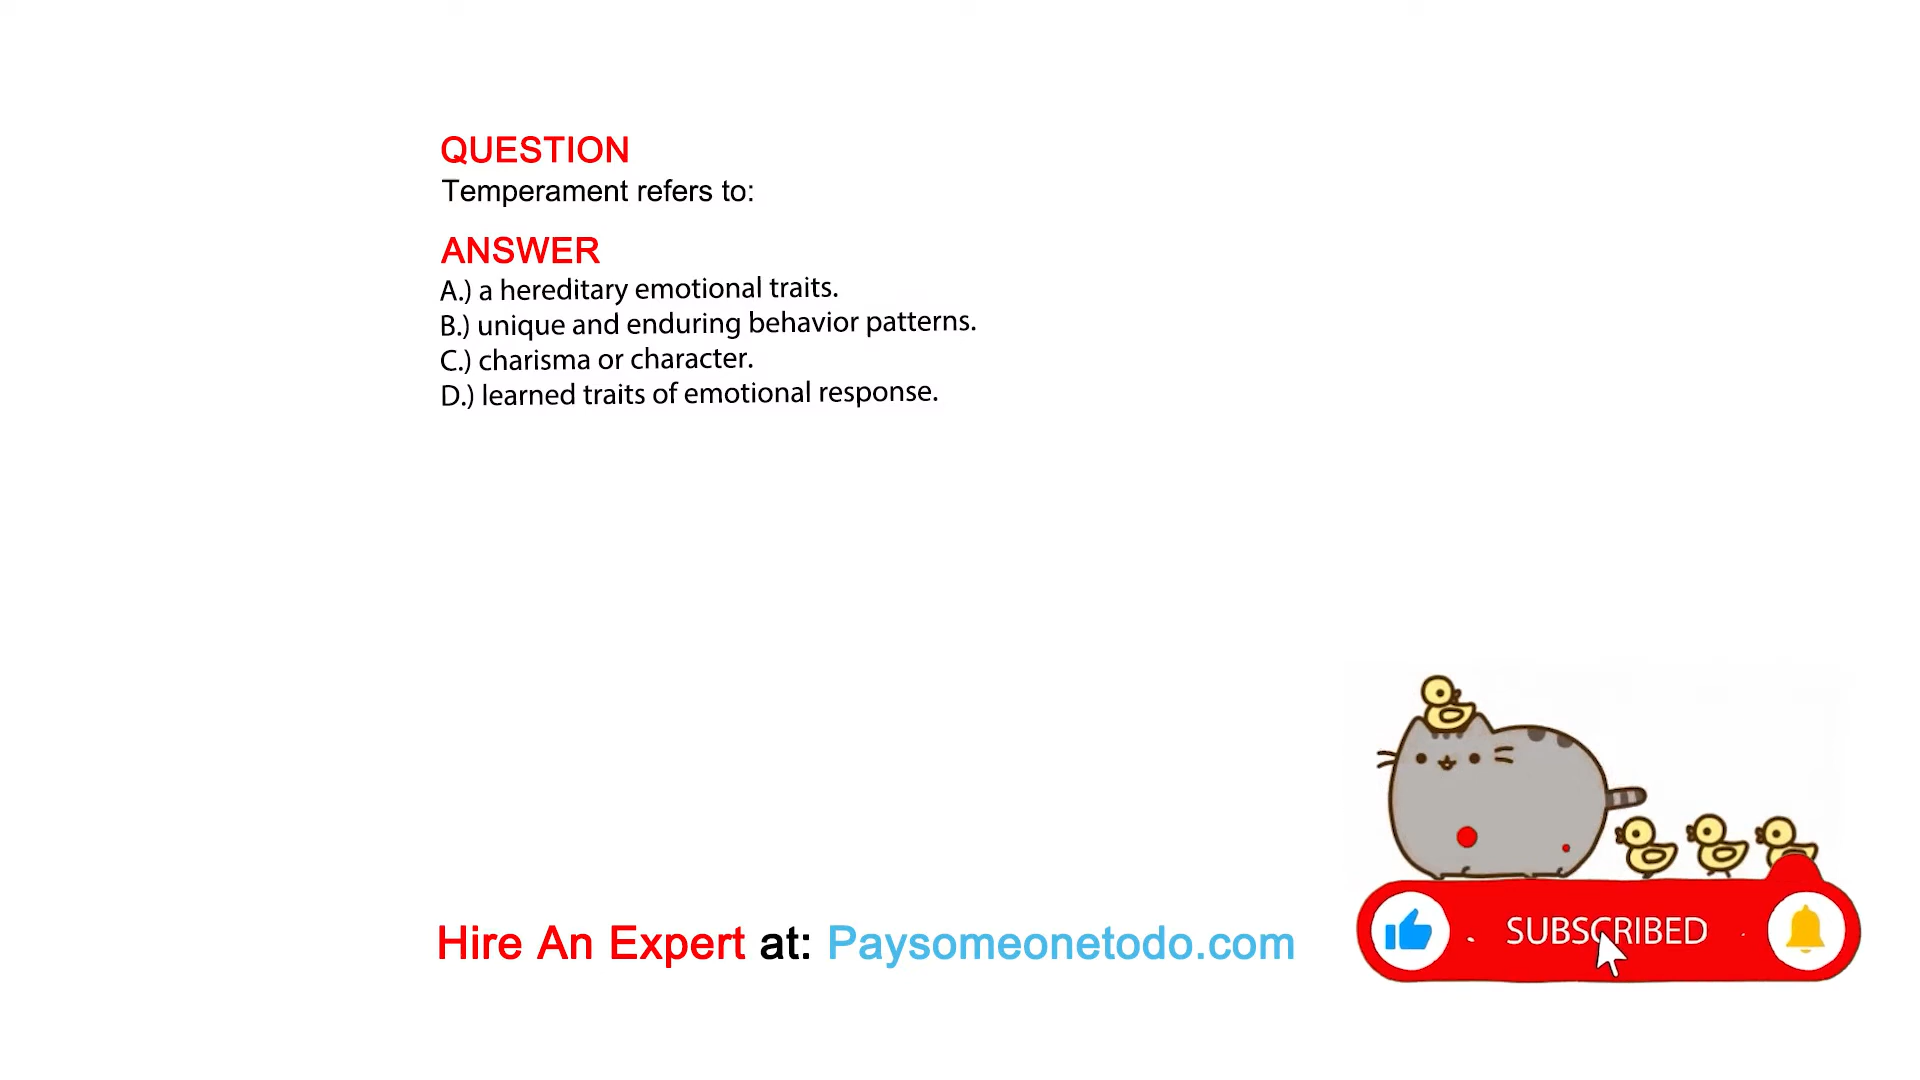 QUESTION
Temperament refers to:
ANSWER
A.) a hereditary emotional traits.
B.) unique and enduring behavior patterns.
C.) charisma or character.
D.) learned traits of emotional response.
Hire An Expert at: Paysomeonetodo.com
SUBSCRIBED